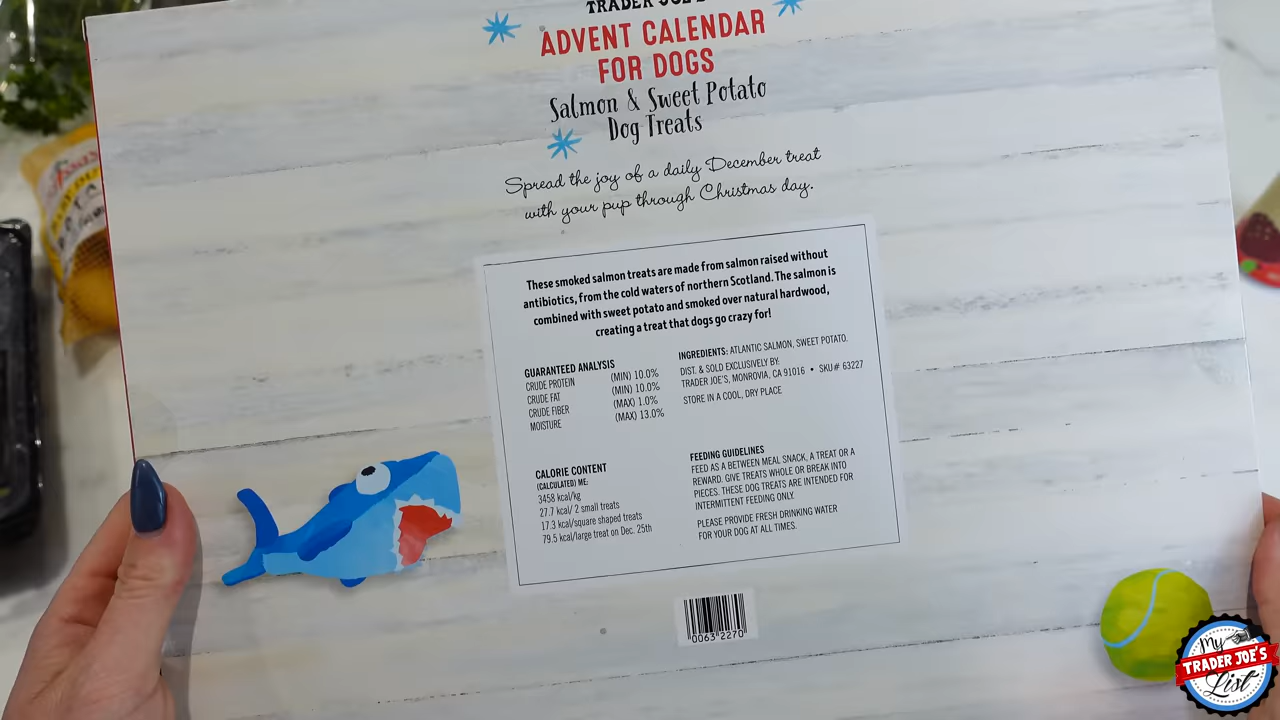 TRADER JOE'S
ADVENT CALENDAR
FOR DOGS
Salmon & Sweet Potato
Dog Treats
Spread the joy of a daily December treat
with your pup through Christmas day.
These smoked salmon treats are made from salmon raised without
antibiotics, from the cold waters of northern Scotland. The salmon is
combined with sweet potato and smoked over natural hardwood,
creating a treat that dogs go crazy for!
GUARANTEED ANALYSIS
CRUDE PROTEIN (MIN) 10.0%
CRUDE FAT (MIN) 10.0%
CRUDE FIBER (MAX) 1.0%
MOISTURE (MAX) 13.0%
INGREDIENTS: ATLANTIC SALMON, SWEET POTATO.
DIST. & SOLD EXCLUSIVELY BY:
TRADER JOE'S, MONROVIA, CA 91016 • SKU# 63227
STORE IN A COOL, DRY PLACE
CALORIE CONTENT
(CALCULATED) ME:
3458 kcal/kg
27.7 kcal/ 2 small treats
17.3 kcal/square shaped treats
79.5 kcal/large treat on Dec. 25th
FEEDING GUIDELINES
FEED AS A BETWEEN MEAL SNACK, A TREAT OR A
REWARD. GIVE TREATS WHOLE OR BREAK INTO
PIECES. THESE DOG TREATS ARE INTENDED FOR
INTERMITTENT FEEDING ONLY.
PLEASE PROVIDE FRESH DRINKING WATER
FOR YOUR DOG AT ALL TIMES.
0063 2270
My
TRADER JOE'S
List